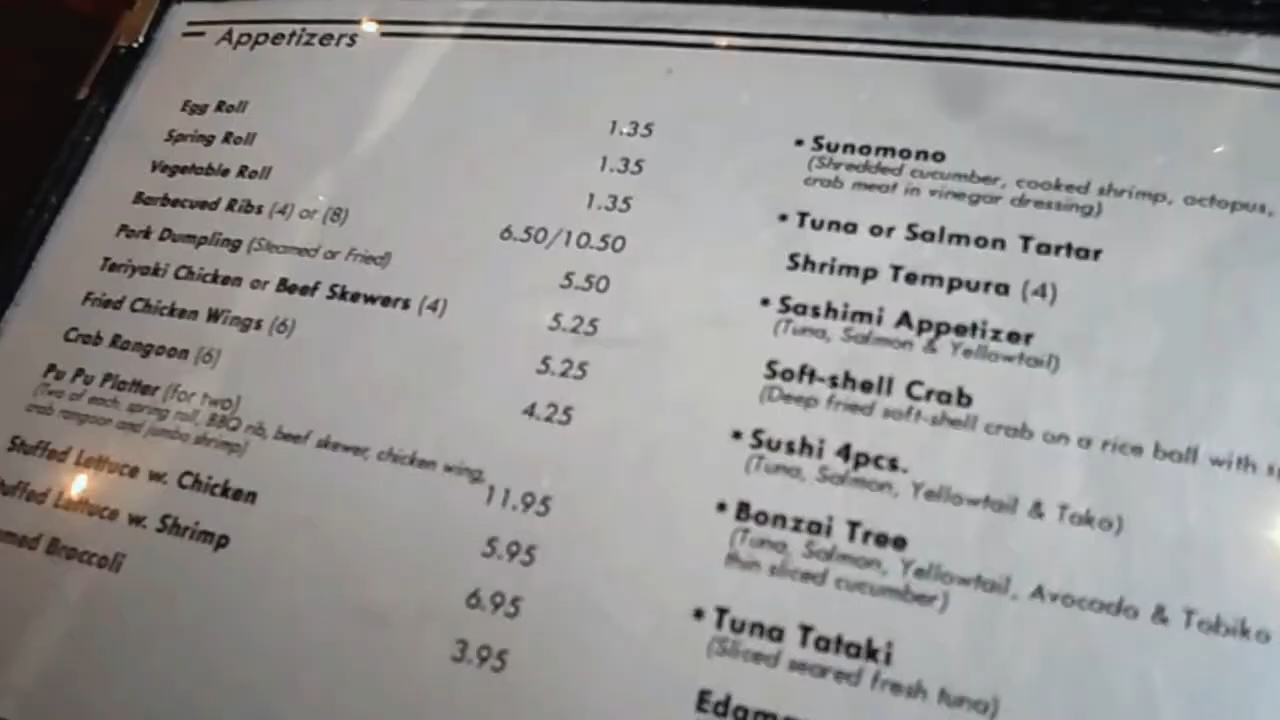 Appetizers
Egg Roll 1.35
Spring Roll 1.35
Vegetable Roll 1.35
Barbecued Ribs (4) or (8) 6.50/10.50
Pork Dumpling (Steamed or Fried) 5.50
Teriyaki Chicken or Beef Skewers (4) 5.25
Fried Chicken Wings (6) 5.25
Crab Rangoon (6) 4.25
Pu Pu Platter (for two)
(Two of each, spring roll, BBQ rib, beef skewer, chicken wing,
crab rangoon and jumbo shrimp) 11.95
Stuffed Lettuce w. Chicken 5.95
Lettuce w. Shrimp 6.95
Broccoli 3.95
• Sunomono
(Shredded cucumber, cooked shrimp, octopus,
crab meat in vinegar dressing)
• Tuna or Salmon Tartar
Shrimp Tempura (4)
• Sashimi Appetizer
(Tuna, Salmon & Yellowtail)
Soft-shell Crab
(Deep fried soft-shell crab on a rice ball with
• Sushi 4pcs.
(Tuna, Salmon, Yellowtail & Tako)
• Bonzai Tree
(Tuna, Salmon, Yellowtail, Avocado & Tobiko
thin sliced cucumber)
• Tuna Tataki
(Sliced seared fresh tuna)